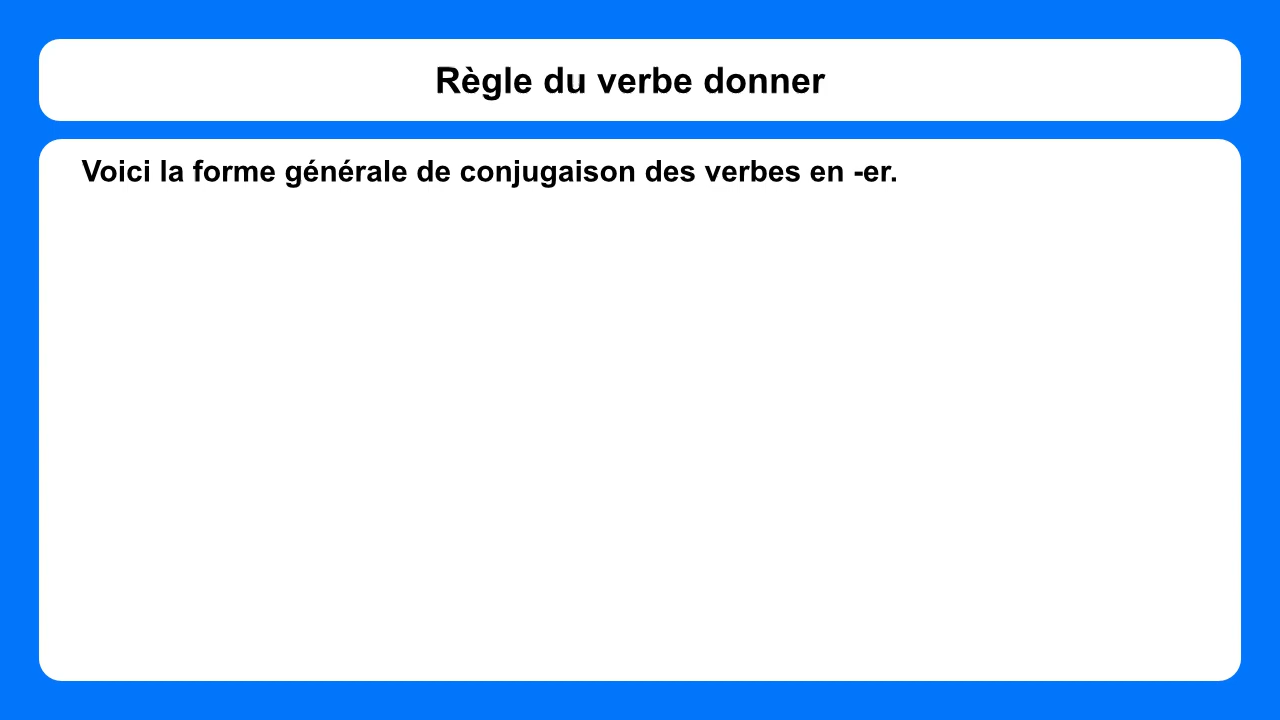 Règle du verbe donner
Voici la forme générale de conjugaison des verbes en -er.